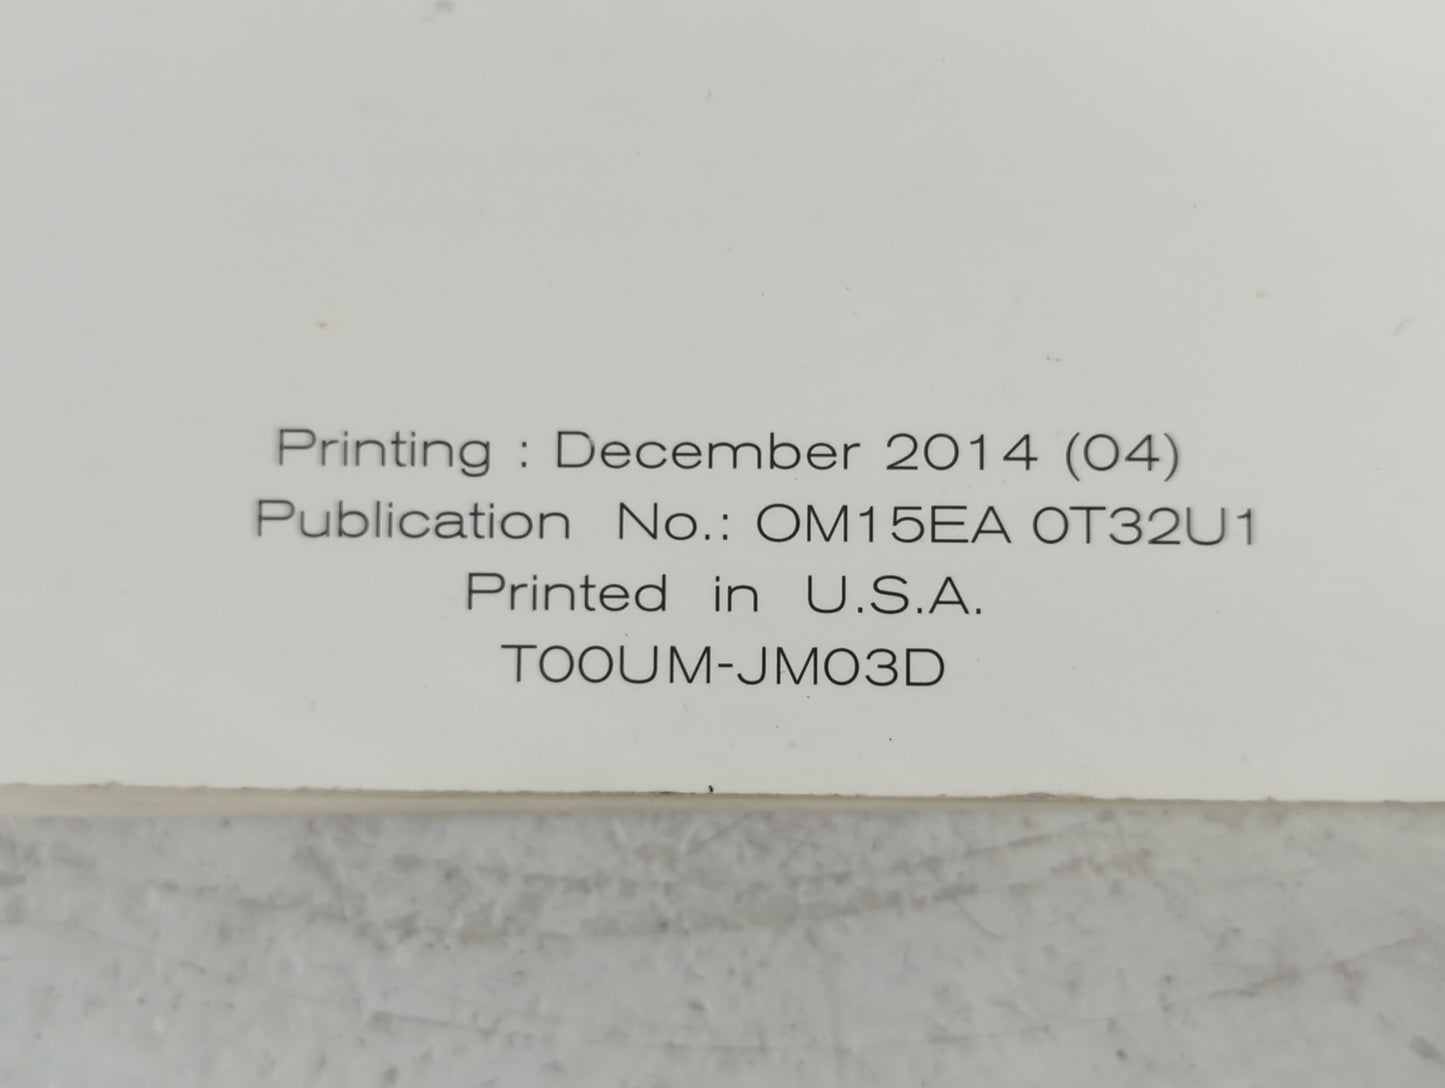 Printing : December 2014 (04)
Publication No.: OM15EA 0T32U1
Printed in U.S.A.
T00UM-JM03D